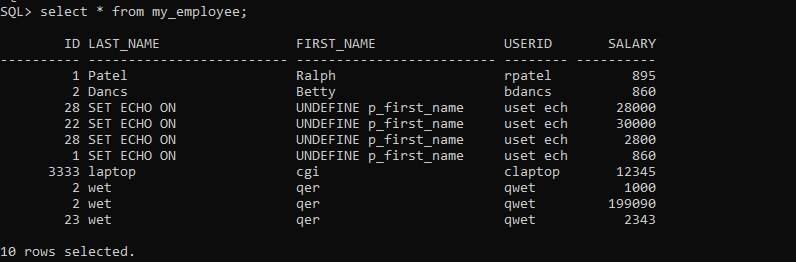 SQL> select * from my_employee;
ID LAST_NAME FIRST_NAME USERID SALARY
---------- ------------------------- ------------------------- -------- ----------
1 Patel Ralph rpatel 895
2 Dancs Betty bdancs 860
28 SET ECHO ON UNDEFINE p_first_name uset ech 28000
22 SET ECHO ON UNDEFINE p_first_name uset ech 30000
28 SET ECHO ON UNDEFINE p_first_name uset ech 2800
1 SET ECHO ON UNDEFINE p_first_name uset ech 860
3333 laptop cgi claptop 12345
2 wet qer qwet 1000
2 wet qer qwet 199090
23 wet qer qwet 2343
10 rows selected.